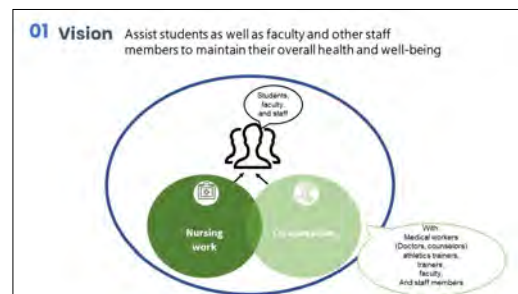 01 Vision
Assist students as well as faculty and other staff
members to maintain their overall health and well-being
Students,
faculty,
and staff
Nursing
work
With
Medical workers
(Doctors, counselors)
athletics trainers,
trainers,
faculty,
And staff members